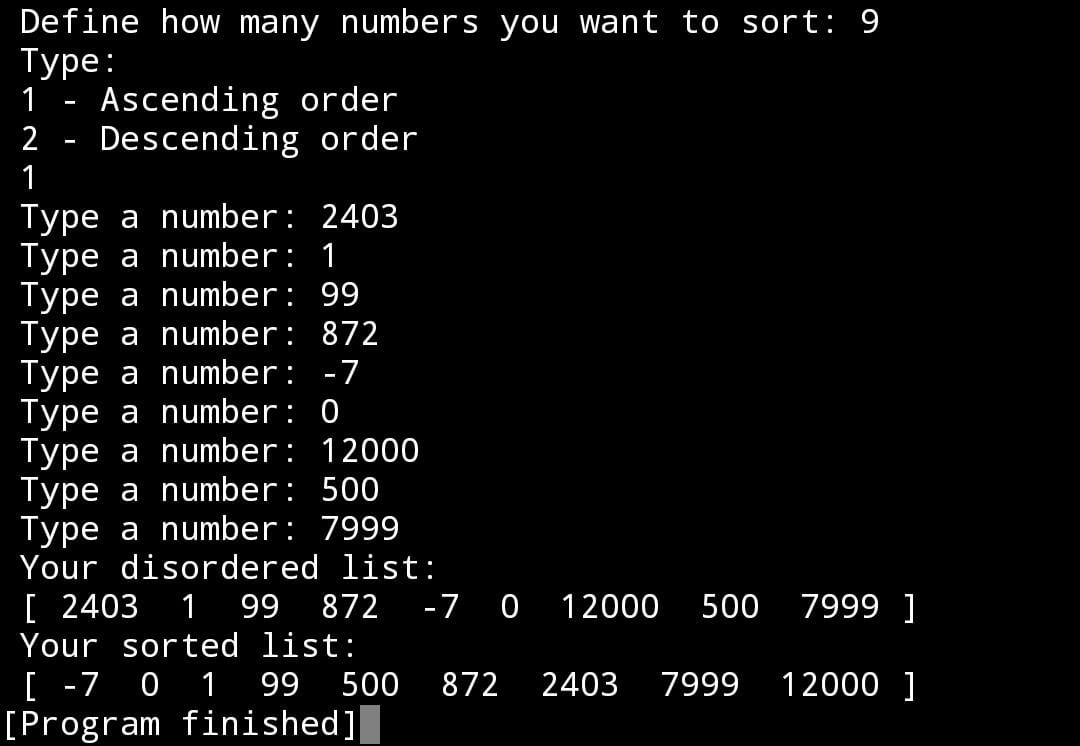 Define how many numbers you want to sort: 9
Type:
1 - Ascending order
2 - Descending order
1
Type a number: 2403
Type a number: 1
Type a number: 99
Type a number: 872
Type a number: -7
Type a number: 0
Type a number: 12000
Type a number: 500
Type a number: 7999
Your disordered list:
[ 2403  1  99  872  -7  0  12000  500  7999 ]
Your sorted list:
[ -7  0  1  99  500  872  2403  7999  12000 ]
[Program finished]